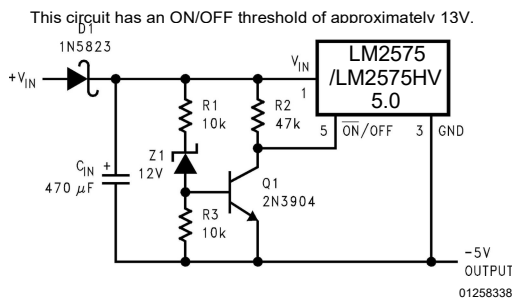 This circuit has an ON/OFF threshold of approximately 13V.
D1
1N5823
+VIN
VIN
1
LM2575
/LM2575HV
5.0
5
ON/OFF
3
GND
R1
10k
R2
47k
Z1
12V
CIN
+
470 μF
Q1
2N3904
R3
10k
−5V
OUTPUT
01258338